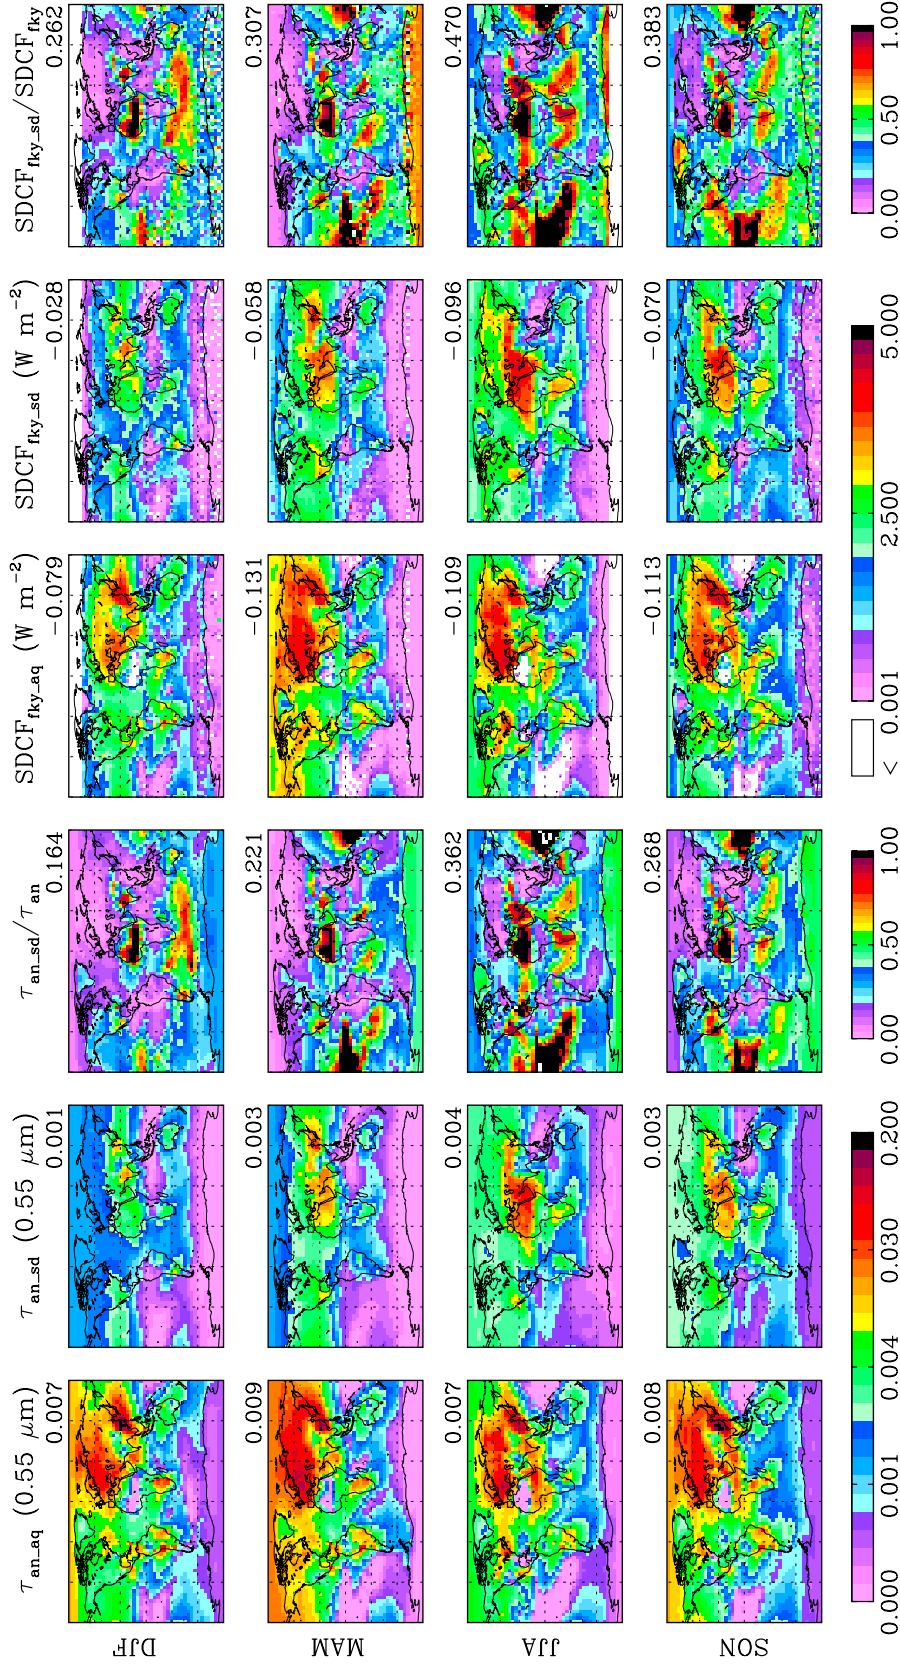 τan_aq (0.55 μm)
τan_sd (0.55 μm)
τan_sd/τan
SDCFfky_aq (W m−2)
SDCFfky_sd (W m−2)
SDCFfky_sd/SDCFfky
DJF
0.007
0.001
0.164
−0.079
−0.028
0.262
MAM
0.009
0.003
0.221
−0.131
−0.058
0.307
JJA
0.007
0.004
0.362
−0.109
−0.096
0.470
SON
0.008
0.003
0.268
−0.113
−0.070
0.383
0.000 0.001 0.004 0.030 0.200
0.00 0.50 1.00
< 0.001 2.500 5.000
0.00 0.50 1.00